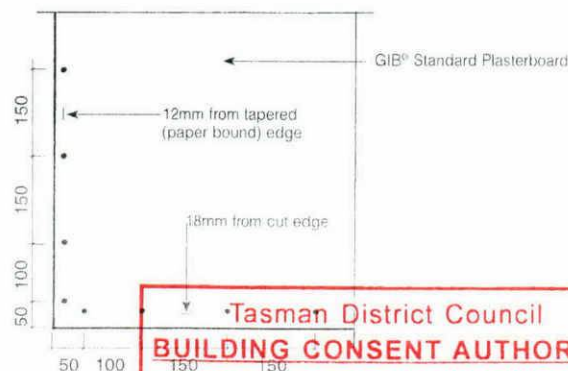 GIB® Standard Plasterboard
12mm from tapered
(paper bound) edge
150
150
100
50
18mm from cut edge
Tasman District Council
BUILDING CONSENT AUTHOR
50 100 150 150